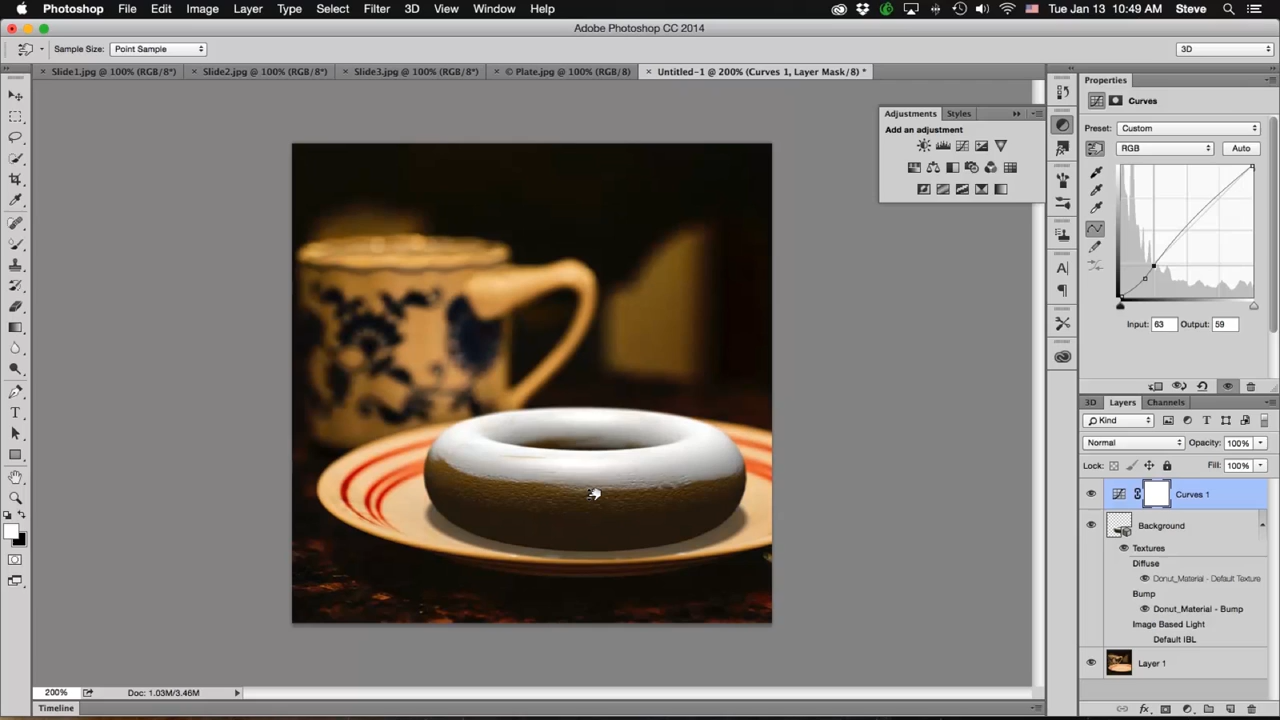 Photoshop File Edit Image Layer Type Select Filter 3D View Window Help Tue Jan 13 10:49 AM Steve
Adobe Photoshop CC 2014
Sample Size: Point Sample 3D
× Slide1.jpg @ 100% (RGB/8*) × Slide2.jpg @ 100% (RGB/8*) × Slide3.jpg @ 100% (RGB/8*) × © Plate.jpg @ 100% (RGB/8) × Untitled-1 @ 200% (Curves 1, Layer Mask/8) *
Properties
Curves
Adjustments Styles
Add an adjustment
Preset: Custom
RGB Auto
Input: 63 Output: 59
3D Layers Channels
Kind
Normal Opacity: 100%
Lock: Fill: 100%
Curves 1
Background
Textures
Diffuse
Donut_Material - Default Texture
Bump
Donut_Material - Bump
Image Based Light
Default IBL
Layer 1
200% Doc: 1.03M/3.46M
Timeline